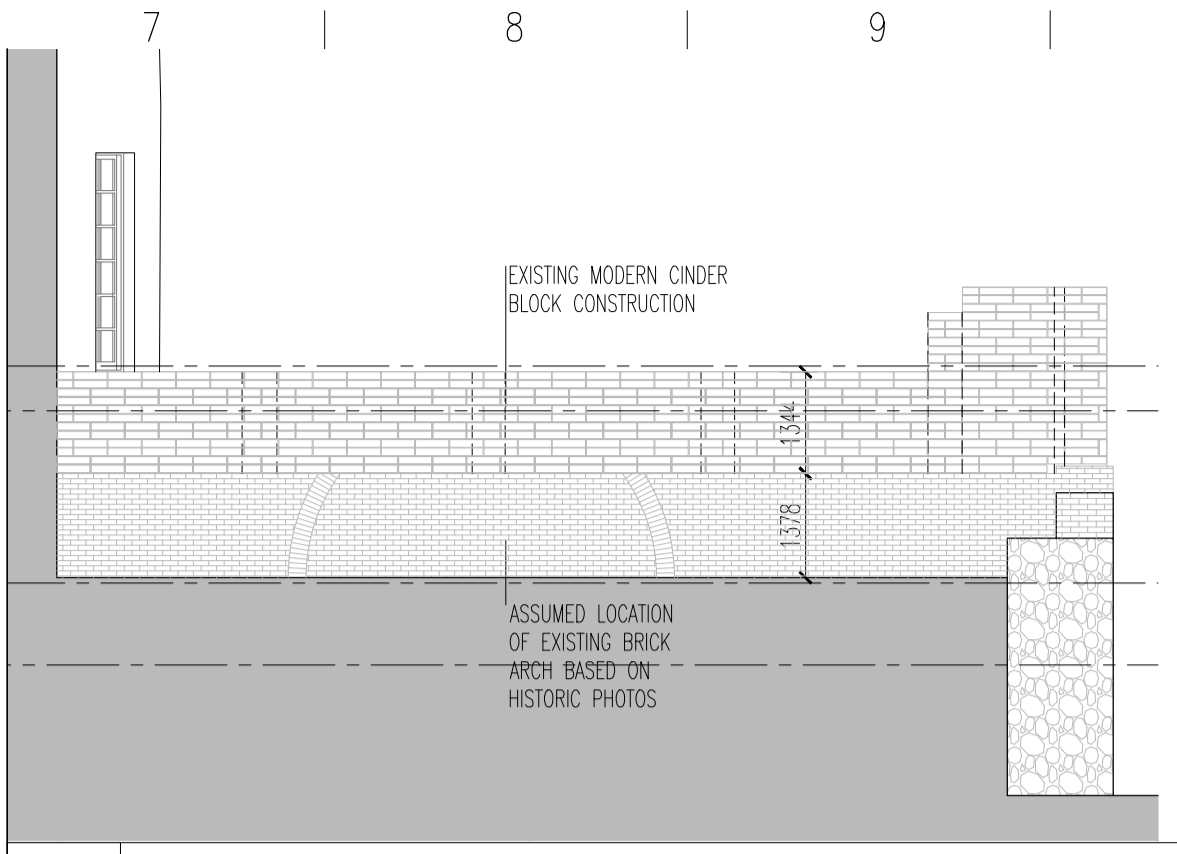 7 8 9
EXISTING MODERN CINDER
BLOCK CONSTRUCTION
1344
1378
ASSUMED LOCATION
OF EXISTING BRICK
ARCH BASED ON
HISTORIC PHOTOS